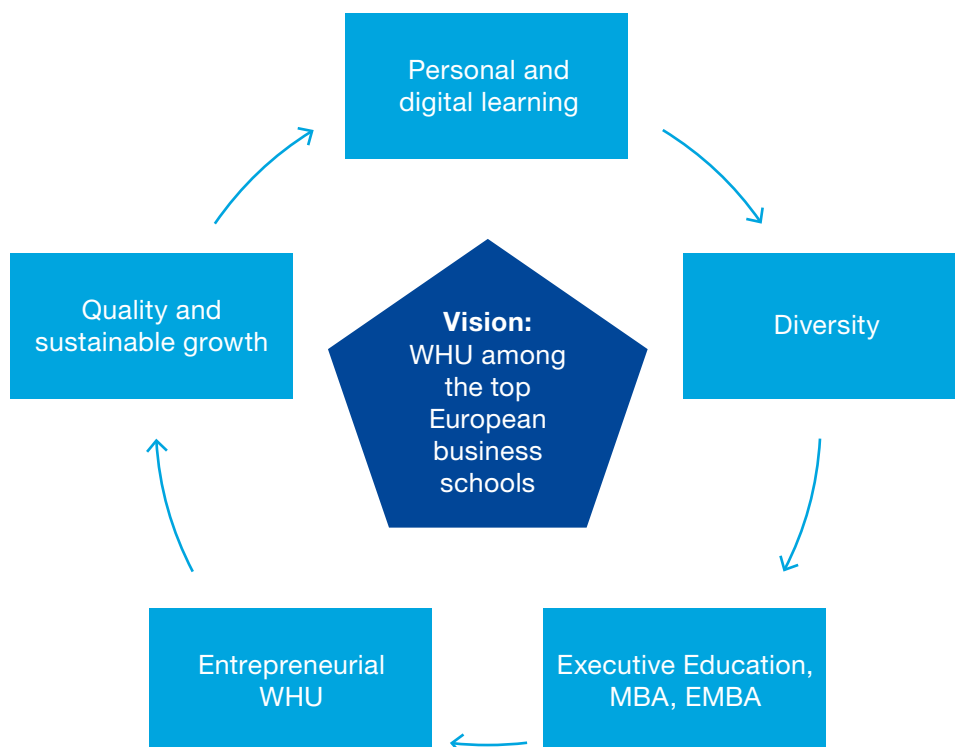 Personal and
digital learning
Quality and
sustainable growth
Vision:
WHU among
the top
European
business
schools
Diversity
Entrepreneurial
WHU
Executive Education,
MBA, EMBA